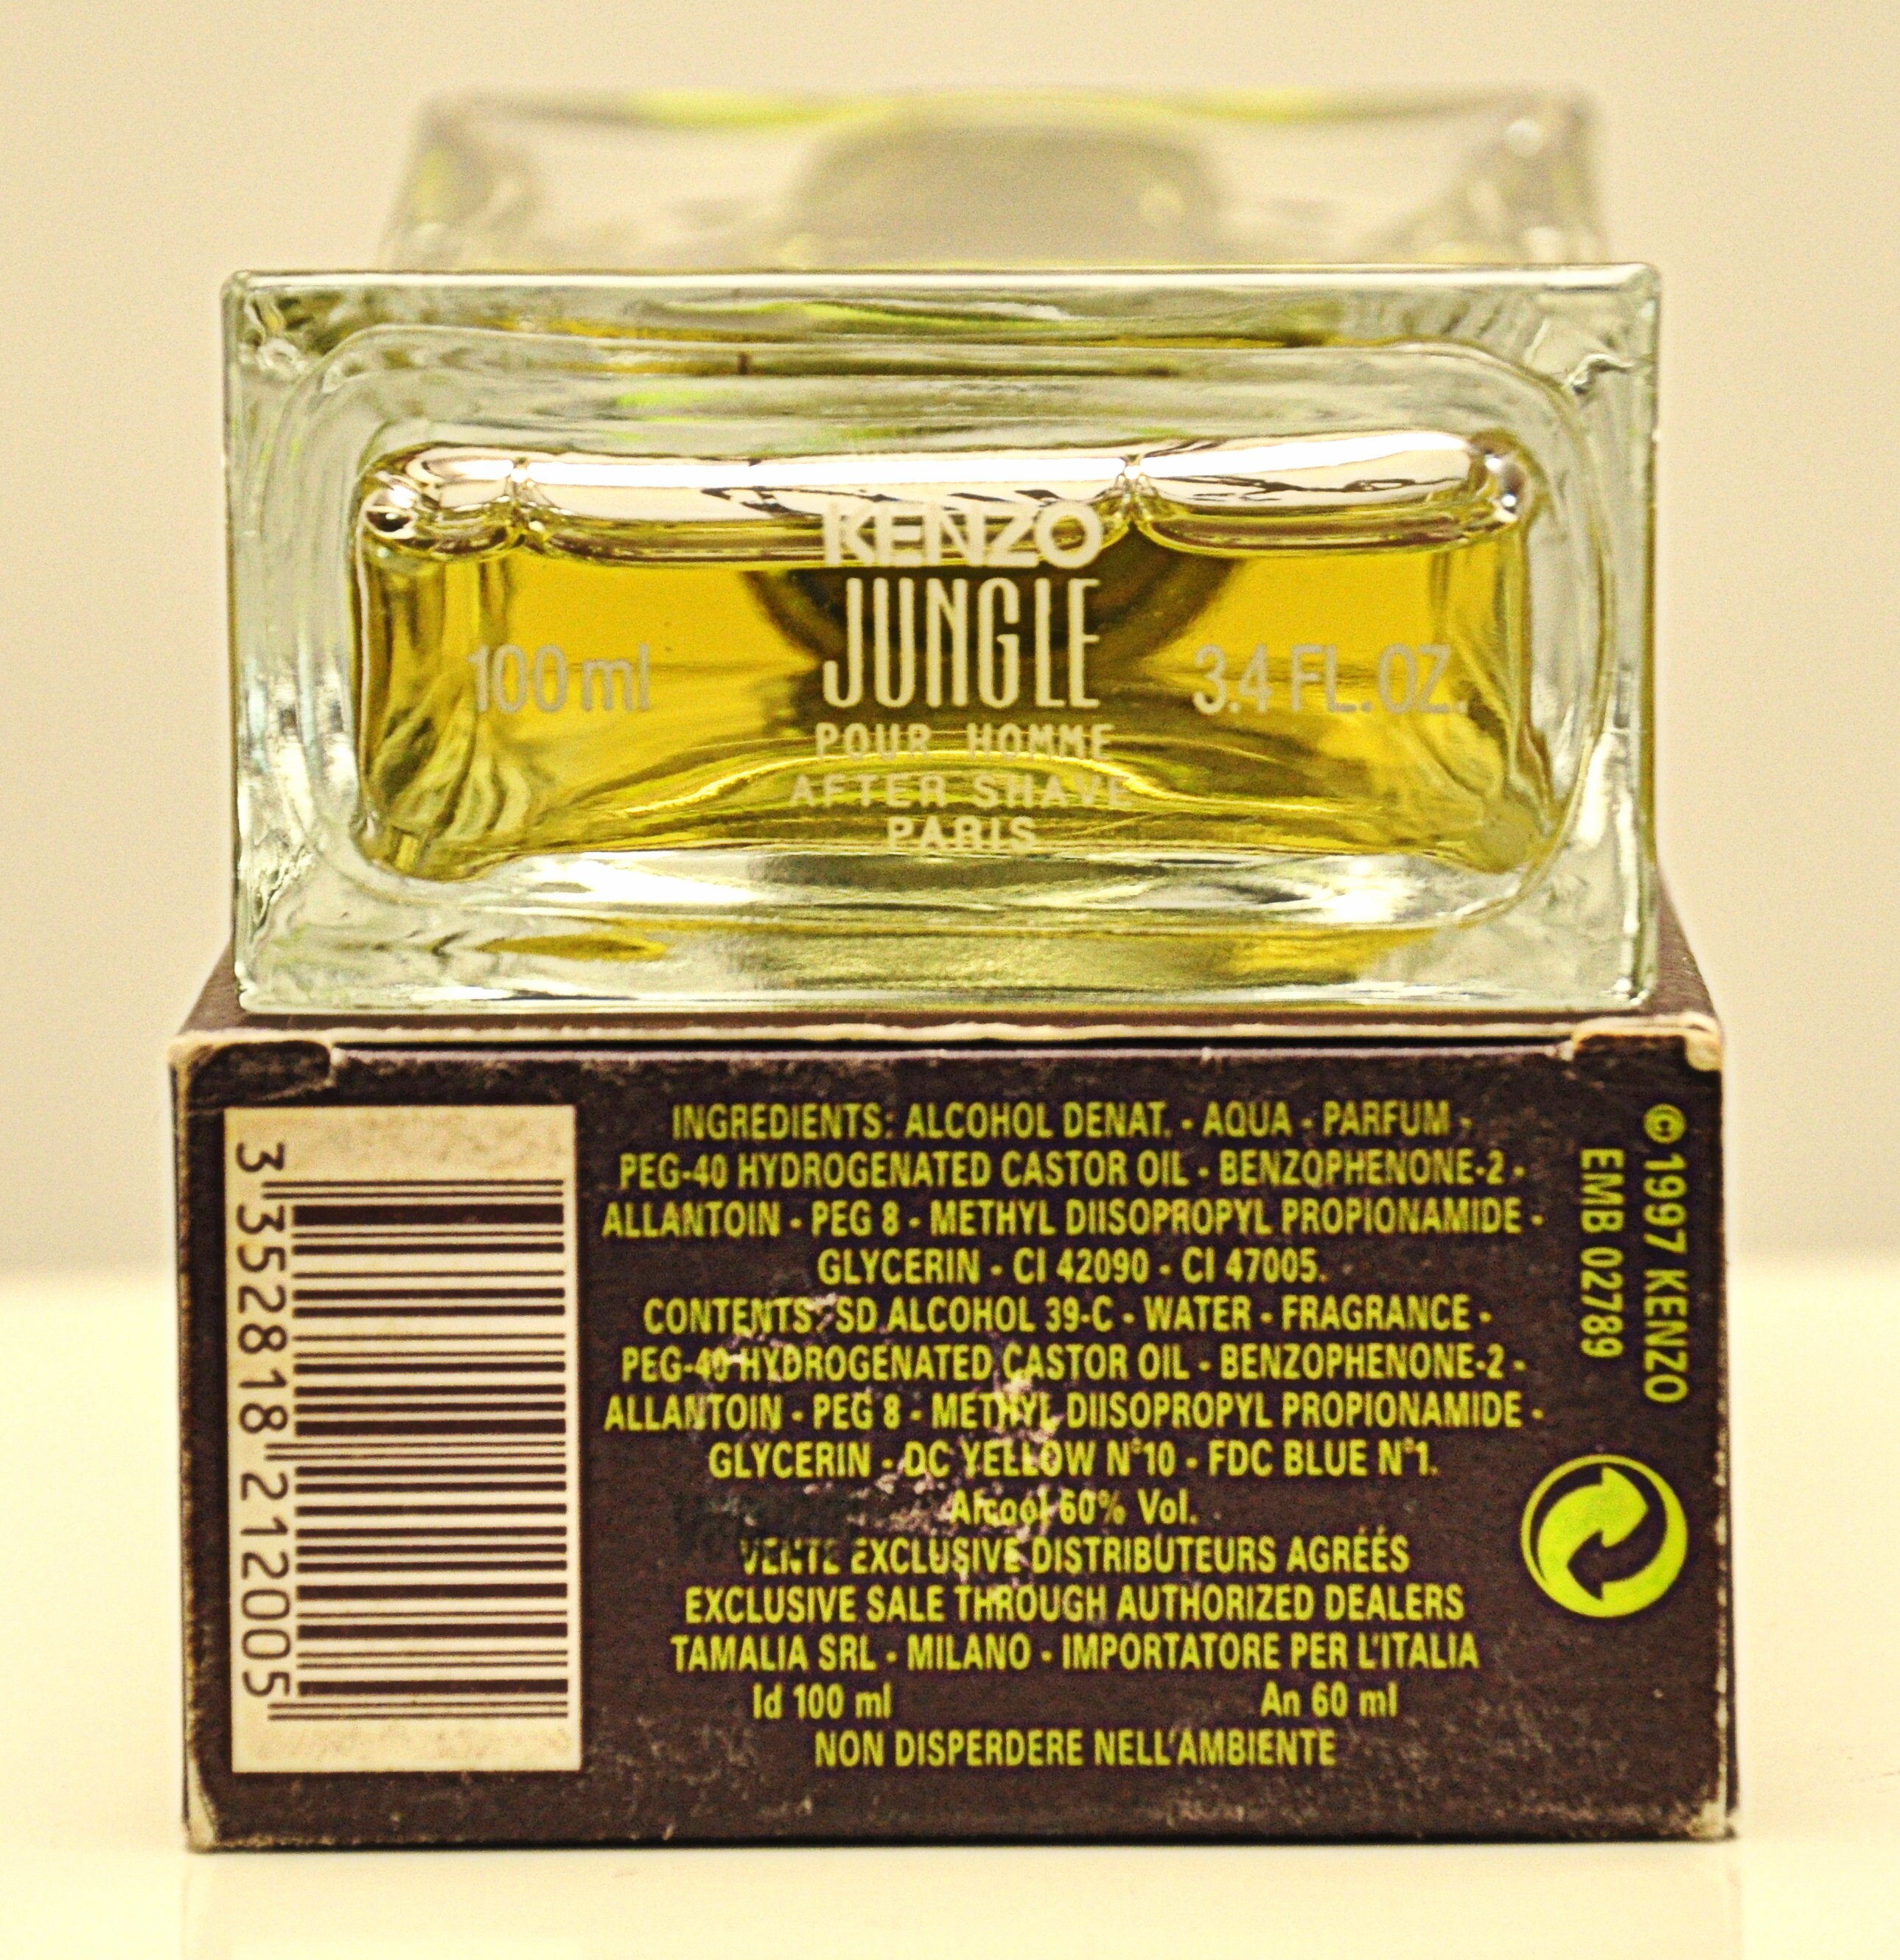 KENZO
JUNGLE
100 ml
3.4 FL.OZ.
POUR HOMME
AFTER SHAVE
PARIS
3 352818 212005
INGREDIENTS: ALCOHOL DENAT. - AQUA - PARFUM -
PEG-40 HYDROGENATED CASTOR OIL - BENZOPHENONE-2 -
ALLANTOIN - PEG 8 - METHYL DIISOPROPYL PROPIONAMIDE -
GLYCERIN - CI 42090 - CI 47005.
CONTENTS: SD ALCOHOL 39-C - WATER - FRAGRANCE -
PEG-40 HYDROGENATED CASTOR OIL - BENZOPHENONE-2 -
ALLANTOIN - PEG 8 - METHYL DIISOPROPYL PROPIONAMIDE -
GLYCERIN - DC YELLOW N°10 - FDC BLUE N°1.
Alcool 60% Vol.
VENTE EXCLUSIVE DISTRIBUTEURS AGRÉÉS
EXCLUSIVE SALE THROUGH AUTHORIZED DEALERS
TAMALIA SRL - MILANO - IMPORTATORE PER L'ITALIA
Id 100 ml
An 60 ml
NON DISPERDERE NELL'AMBIENTE
© 1997 KENZO
EMB 02789